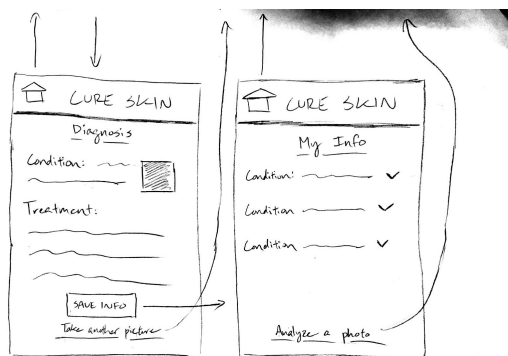 CURE SKIN
Diagnosis
Condition:
Treatment:
SAVE INFO
Take another picture
CURE SKIN
My Info
Condition:
Condition
Condition
Analyze a photo